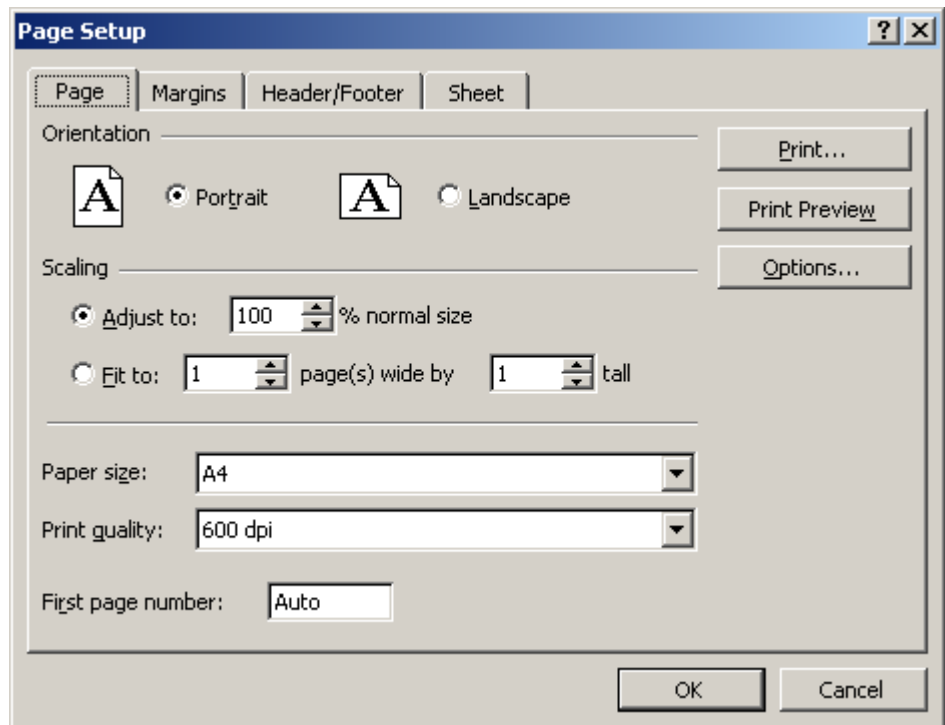 Page Setup
Page Margins Header/Footer Sheet
Orientation
Print...
A Portrait A Landscape
Print Preview
Scaling
Options...
Adjust to: 100 % normal size
Fit to: 1 page(s) wide by 1 tall
Paper size: A4
Print quality: 600 dpi
First page number: Auto
OK Cancel